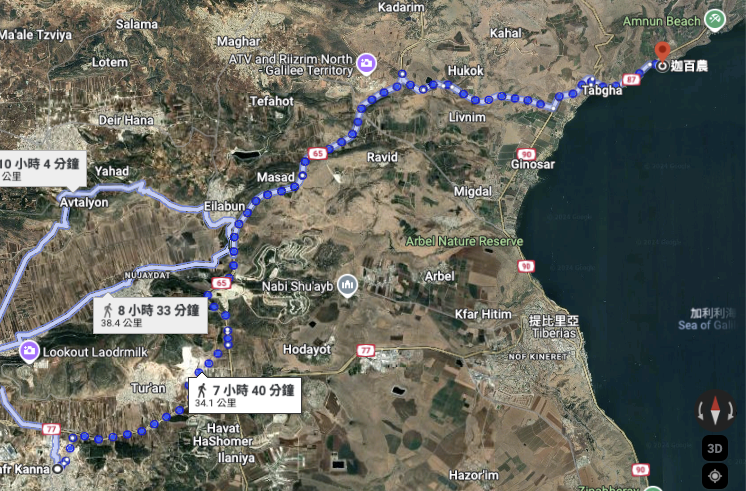 Kadarim
Amnun Beach
Salama
Ma'ale Tzviya
Maghar
Kahal
ATV and Riizrim North
- Galilee Territory
Lotem
Hukok
迦百農
87
Tabgha
Tefahot
Deir Hana
Livnim
65
90
10 小時 4 分鐘
公里
Yahad
Ravid
Ginosar
Masad
Migdal
Avtalyon
Eilabun
Arbel Nature Reserve
NUJAYDAT
65
Nabi Shu'ayb
Arbel
90
8 小時 33 分鐘
38.4 公里
Kfar Hitim
提比里亞
Tiberias
加利利海
Sea of Gali
Lookout Laodrmilk
Hodayot
77
NOF KINERET
Tur'an
7 小時 40 分鐘
34.1 公里
77
Hayat
HaShomer
Ilaniya
3D
afr Kanna
Hazor'im
90